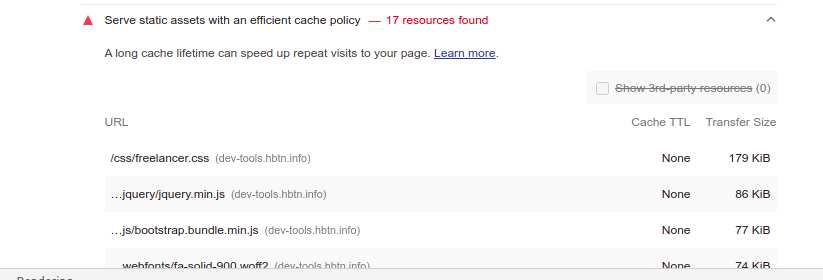 Serve static assets with an efficient cache policy — 17 resources found
A long cache lifetime can speed up repeat visits to your page. Learn more.
Show 3rd-party resources (0)
URL Cache TTL Transfer Size
/css/freelancer.css (dev-tools.hbtn.info) None 179 KiB
…jquery/jquery.min.js (dev-tools.hbtn.info) None 86 KiB
…js/bootstrap.bundle.min.js (dev-tools.hbtn.info) None 77 KiB
…webfonts/fa-solid-900.woff2 (dev-tools.hbtn.info) None 74 KiB
Rendering